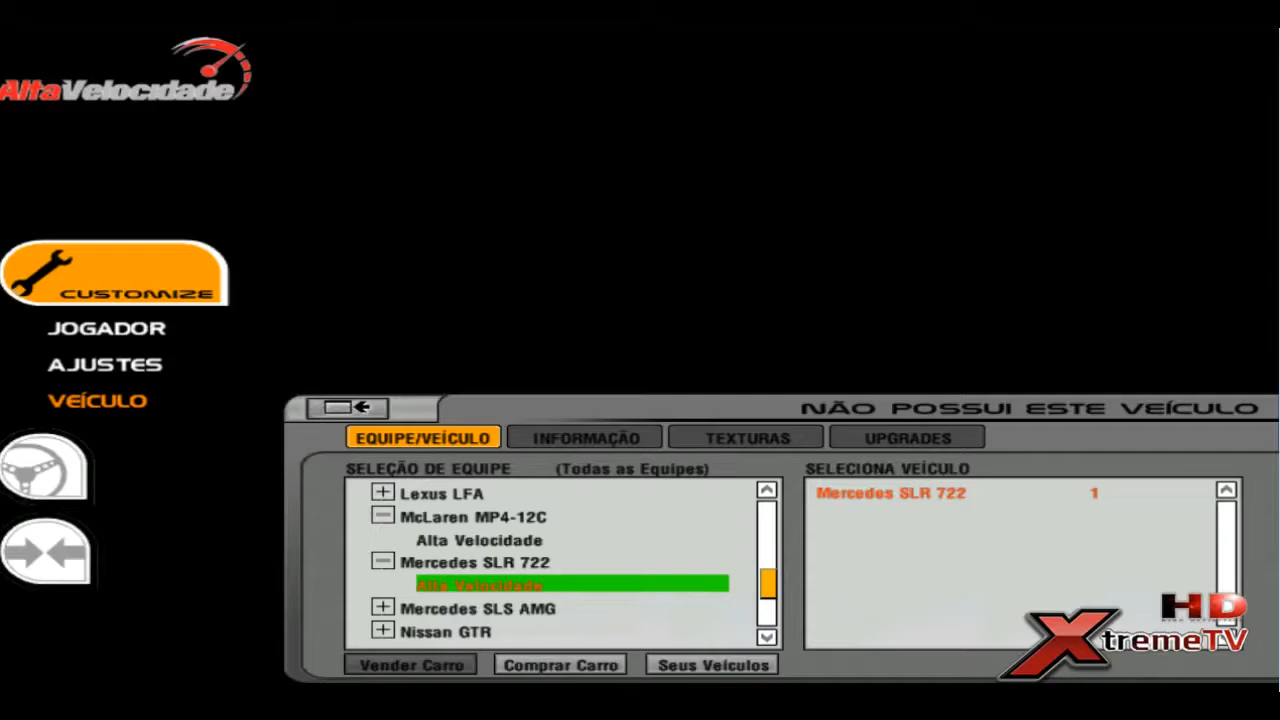 AltaVelocidade
CUSTOMIZE
JOGADOR
AJUSTES
VEÍCULO
NÃO POSSUI ESTE VEÍCULO
EQUIPE/VEÍCULO INFORMAÇÃO TEXTURAS UPGRADES
SELEÇÃO DE EQUIPE (Todas as Equipes)
Lexus LFA
McLaren MP4-12C
Alta Velocidade
Mercedes SLR 722
Alta Velocidade
Mercedes SLS AMG
Nissan GTR
Vender Carro Comprar Carro Seus Veículos
SELECIONA VEÍCULO
Mercedes SLR 722 1
HD
XtremeTV